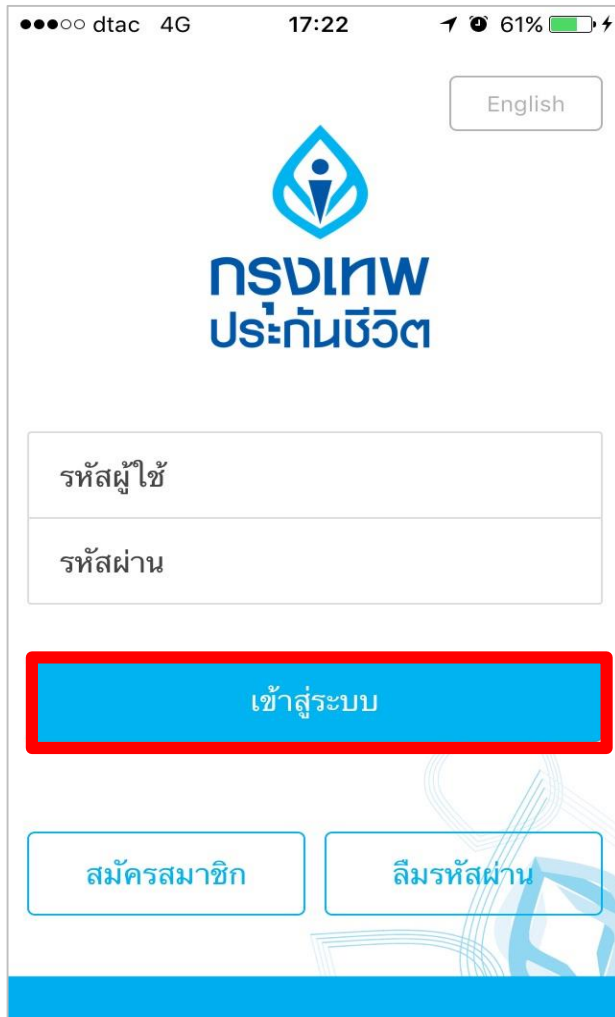 dtac 4G 17:22 61%
English
กรุงเทพ
ประกันชีวิต
รหัสผู้ใช้
รหัสผ่าน
เข้าสู่ระบบ
สมัครสมาชิก ลืมรหัสผ่าน